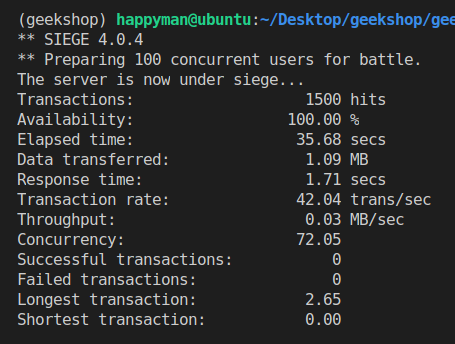 (geekshop) happyman@ubuntu:~/Desktop/geekshop/gee
** SIEGE 4.0.4
** Preparing 100 concurrent users for battle.
The server is now under siege...
Transactions: 1500 hits
Availability: 100.00 %
Elapsed time: 35.68 secs
Data transferred: 1.09 MB
Response time: 1.71 secs
Transaction rate: 42.04 trans/sec
Throughput: 0.03 MB/sec
Concurrency: 72.05
Successful transactions: 0
Failed transactions: 0
Longest transaction: 2.65
Shortest transaction: 0.00